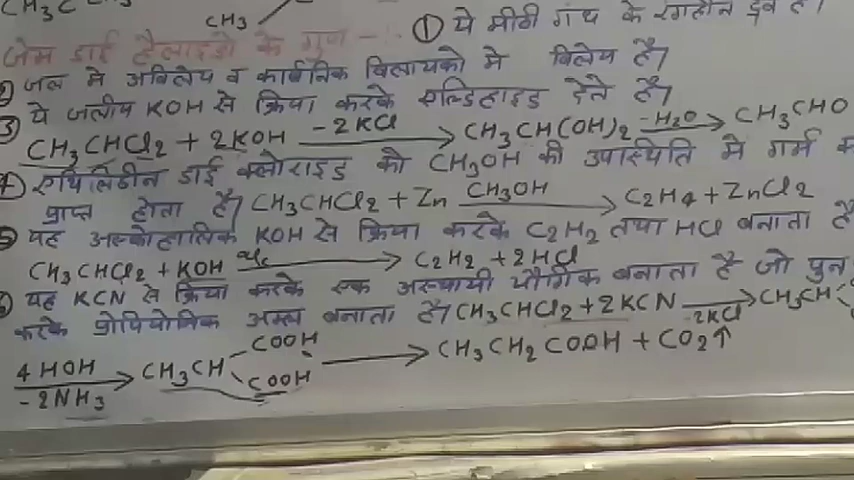 CH3
① ये मीठी गंध के रंगहीन द्रव है।
जेम डाई हैलाइडो के गुण -
② जल मे अविलेय व कार्बनिक विलायको मे विलेय है।
③ ये जलीय KOH से क्रिया करके एल्डिहाइड देते है।
CH3CHCl2 + 2KOH -2KCl → CH3CH(OH)2 -H2O → CH3CHO
④ एथिलिडीन डाई क्लोराइड को CH3OH की उपस्थिति मे गर्म
प्राप्त होता है। CH3CHCl2 + Zn CH3OH → C2H4 + ZnCl2
⑤ यह अल्कोहालिक KOH से क्रिया करके C2H2 तथा HCl बनाता है
CH3CHCl2 + KOH alc → C2H2 + 2HCl
⑥ यह KCN से क्रिया करके एक अस्थायी यौगिक बनाता है जो पुन
करके प्रोपियोनिक अम्ल बनाता है। CH3CHCl2 + 2KCN -2KCl → CH3CH
4HOH -2NH3 → CH3CH COOH COOH → CH3CH2COOH + CO2↑